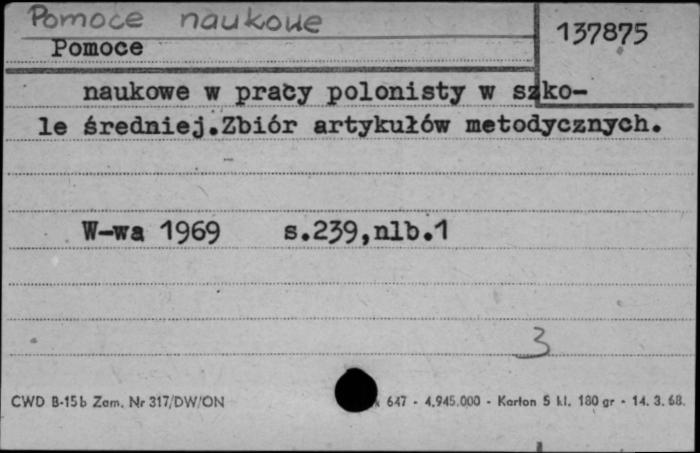 Pomoce naukowe
137875
Pomoce
naukowe w pracy polonisty w szko-
le średniej.Zbiór artykułów metodycznych.
W-wa 1969 s.239,nlb.1
3
CWD B-15b Zam. Nr 317/DW/ON 647 - 4.945.000 - Karton 5 kl. 180 gr - 14. 3. 68.